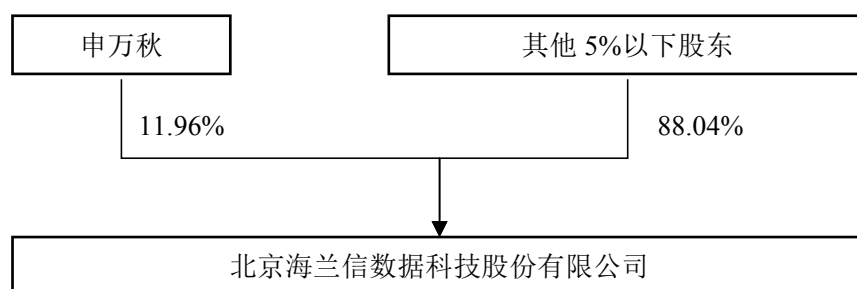 申万秋
其他 5%以下股东
11.96%
88.04%
北京海兰信数据科技股份有限公司